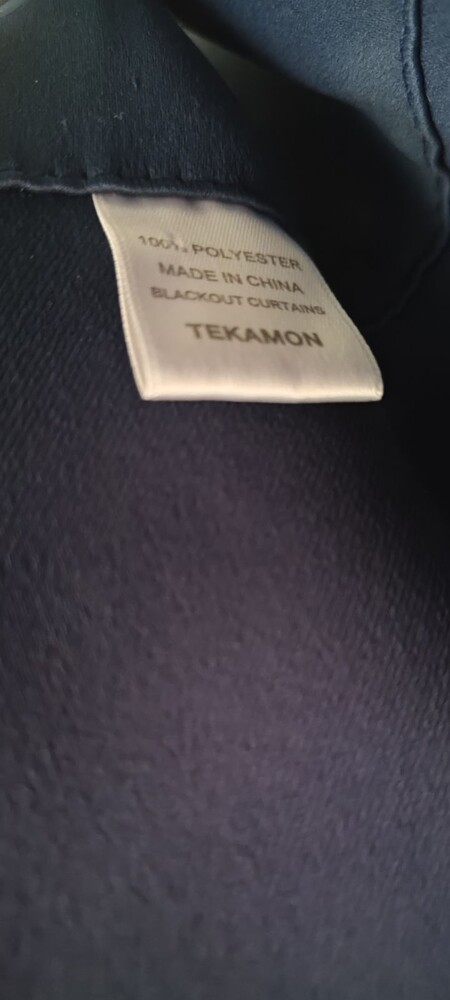 100% POLYESTER
MADE IN CHINA
BLACKOUT CURTAINS
TEKAMON